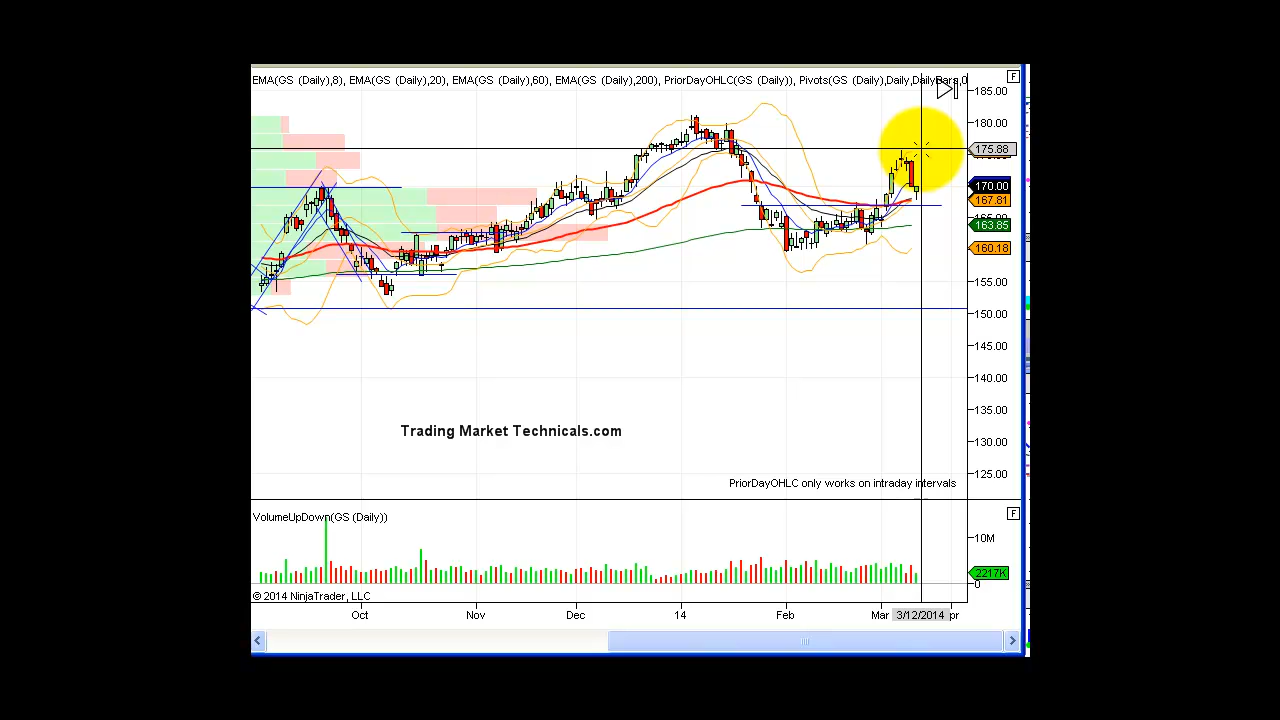 EMA(GS (Daily),8), EMA(GS (Daily),20), EMA(GS (Daily),60), EMA(GS (Daily),200), PriorDayOHLC(GS (Daily)), Pivots(GS (Daily),Daily,DailyBars,0
F
185.00
180.00
175.88
170.00
167.81
165.00
163.85
160.18
155.00
150.00
145.00
140.00
135.00
130.00
125.00
Trading Market Technicals.com
PriorDayOHLC only works on intraday intervals
VolumeUpDown(GS (Daily))
F
10M
2217K
0
© 2014 NinjaTrader, LLC
Oct Nov Dec 14 Feb Mar 3/12/2014 pr